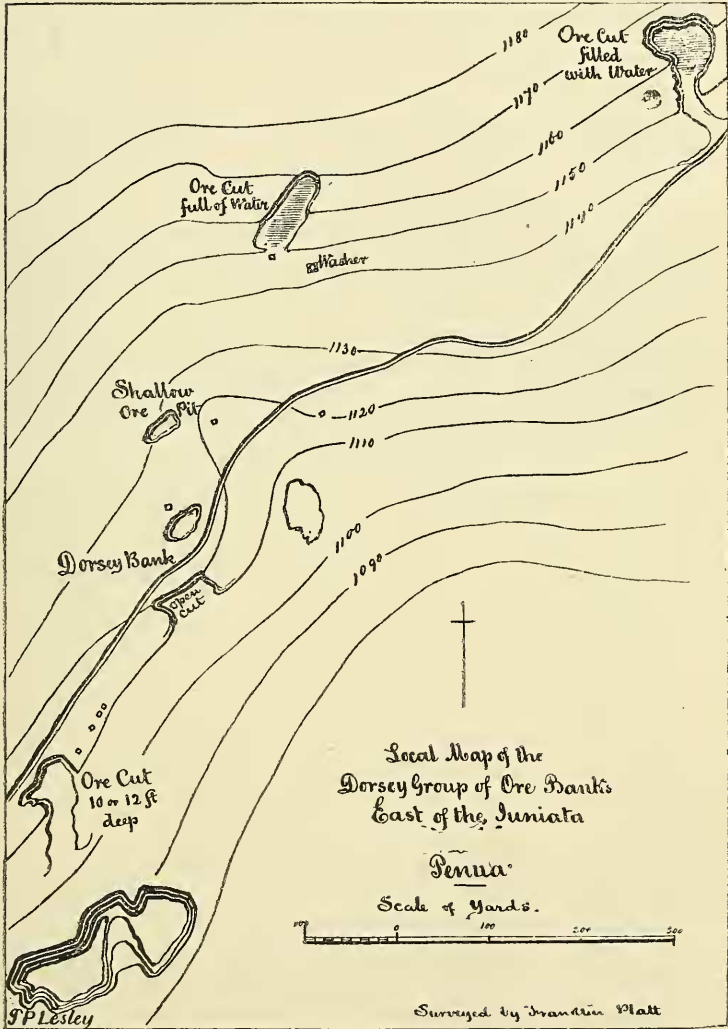 1180
Ore Cut
filled
with Water
1170
1160
1150
1140
Ore Cut
full of Water
Washer
1130
Shallow
Ore Pit
1120
1110
1100
1090
Dorsey Bank
Open
cut
Ore Cut
10 or 12 ft
deep
Local Map of the
Dorsey Group of Ore Banks
East of the Juniata
Penna.
Scale of Yards.
100 0 100 200 300
J P Lesley
Surveyed by Franklin Platt